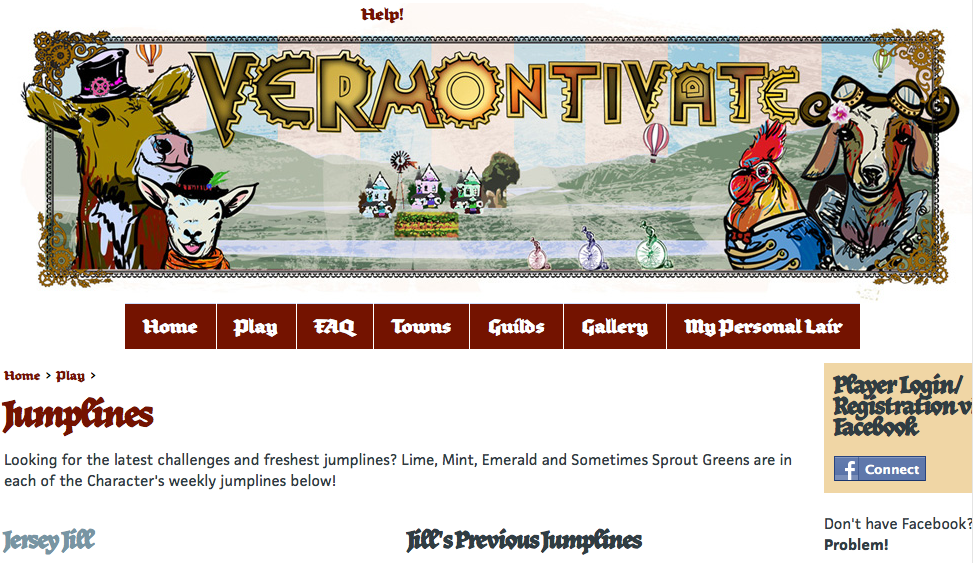 Help!
VERMONTIVATE
Home Play FAQ Towns Guilds Gallery My Personal Lair
Home > Play >
Jumplines
Looking for the latest challenges and freshest jumplines? Lime, Mint, Emerald and Sometimes Sprout Greens are in
each of the Character's weekly jumplines below!
Jersey Jill
Jill's Previous Jumplines
Player Login/
Registration v
Facebook
f Connect
Don't have Facebook?
Problem!